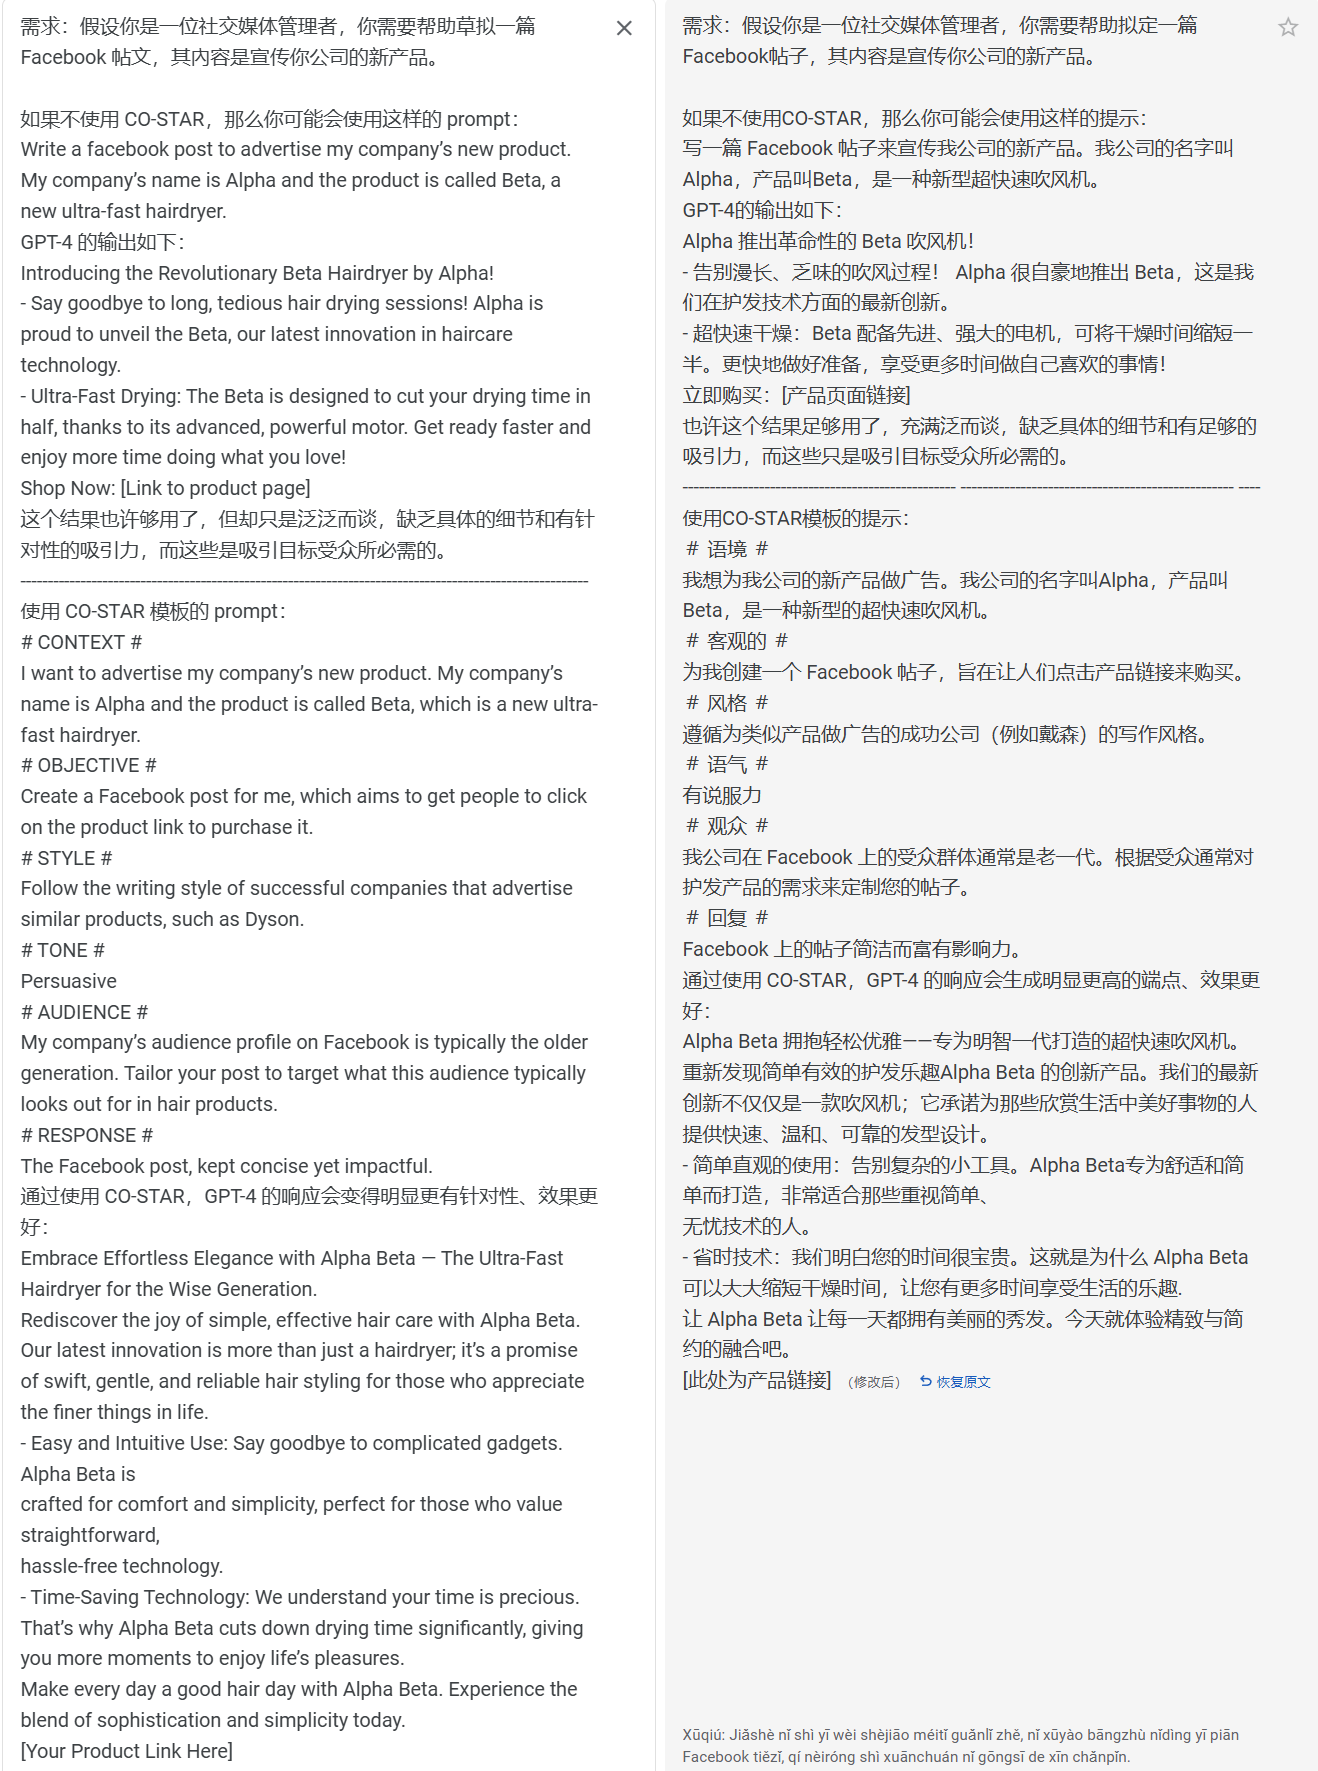 需求：假设你是一位社交媒体管理者，你需要帮助草拟一篇
Facebook 帖文，其内容是宣传你公司的新产品。
如果不使用 CO-STAR，那么你可能会使用这样的 prompt：
Write a facebook post to advertise my company’s new product.
My company’s name is Alpha and the product is called Beta, a
new ultra-fast hairdryer.
GPT-4 的输出如下：
Introducing the Revolutionary Beta Hairdryer by Alpha!
- Say goodbye to long, tedious hair drying sessions! Alpha is
proud to unveil the Beta, our latest innovation in haircare
technology.
- Ultra-Fast Drying: The Beta is designed to cut your drying time in
half, thanks to its advanced, powerful motor. Get ready faster and
enjoy more time doing what you love!
Shop Now: [Link to product page]
这个结果也许够用了，但却只是泛泛而谈，缺乏具体的细节和有针
对性的吸引力，而这些是吸引目标受众所必需的。
-------------------------------------------------------------------------------------------------------
使用 CO-STAR 模板的 prompt：
# CONTEXT #
I want to advertise my company’s new product. My company’s
name is Alpha and the product is called Beta, which is a new ultra-
fast hairdryer.
# OBJECTIVE #
Create a Facebook post for me, which aims to get people to click
on the product link to purchase it.
# STYLE #
Follow the writing style of successful companies that advertise
similar products, such as Dyson.
# TONE #
Persuasive
# AUDIENCE #
My company’s audience profile on Facebook is typically the older
generation. Tailor your post to target what this audience typically
looks out for in hair products.
# RESPONSE #
The Facebook post, kept concise yet impactful.
通过使用 CO-STAR，GPT-4 的响应会变得明显更有针对性、效果更
好：
Embrace Effortless Elegance with Alpha Beta — The Ultra-Fast
Hairdryer for the Wise Generation.
Rediscover the joy of simple, effective hair care with Alpha Beta.
Our latest innovation is more than just a hairdryer; it’s a promise
of swift, gentle, and reliable hair styling for those who appreciate
the finer things in life.
- Easy and Intuitive Use: Say goodbye to complicated gadgets.
Alpha Beta is
crafted for comfort and simplicity, perfect for those who value
straightforward,
hassle-free technology.
- Time-Saving Technology: We understand your time is precious.
That’s why Alpha Beta cuts down drying time significantly, giving
you more moments to enjoy life’s pleasures.
Make every day a good hair day with Alpha Beta. Experience the
blend of sophistication and simplicity today.
[Your Product Link Here]
需求：假设你是一位社交媒体管理者，你需要帮助拟定一篇
Facebook帖子，其内容是宣传你公司的新产品。
如果不使用CO-STAR，那么你可能会使用这样的提示：
写一篇 Facebook 帖子来宣传我公司的新产品。我公司的名字叫
Alpha，产品叫Beta，是一种新型超快速吹风机。
GPT-4的输出如下：
Alpha 推出革命性的 Beta 吹风机！
- 告别漫长、乏味的吹风过程！ Alpha 很自豪地推出 Beta，这是我
们在护发技术方面的最新创新。
- 超快速干燥：Beta 配备先进、强大的电机，可将干燥时间缩短一
半。更快地做好准备，享受更多时间做自己喜欢的事情！
立即购买：[产品页面链接]
也许这个结果足够用了，充满泛而谈，缺乏具体的细节和有足够的
吸引力，而这些只是吸引目标受众所必需的。
-------------------------------------------------- -------------------------------------------------- ----
使用CO-STAR模板的提示：
＃ 语境 ＃
我想为我公司的新产品做广告。我公司的名字叫Alpha，产品叫
Beta，是一种新型的超快速吹风机。
＃ 客观的 ＃
为我创建一个 Facebook 帖子，旨在让人们点击产品链接来购买。
＃ 风格 ＃
遵循为类似产品做广告的成功公司（例如戴森）的写作风格。
＃ 语气 ＃
有说服力
＃ 观众 ＃
我公司在 Facebook 上的受众群体通常是老一代。根据受众通常对
护发产品的需求来定制您的帖子。
＃ 回复 ＃
Facebook 上的帖子简洁而富有影响力。
通过使用 CO-STAR，GPT-4 的响应会生成明显更高的端点、效果更
好：
Alpha Beta 拥抱轻松优雅——专为明智一代打造的超快速吹风机。
重新发现简单有效的护发乐趣Alpha Beta 的创新产品。我们的最新
创新不仅仅是一款吹风机；它承诺为那些欣赏生活中美好事物的人
提供快速、温和、可靠的发型设计。
- 简单直观的使用：告别复杂的小工具。Alpha Beta专为舒适和简
单而打造，非常适合那些重视简单、
无忧技术的人。
- 省时技术：我们明白您的时间很宝贵。这就是为什么 Alpha Beta
可以大大缩短干燥时间，让您有更多时间享受生活的乐趣.
让 Alpha Beta 让每一天都拥有美丽的秀发。今天就体验精致与简
约的融合吧。
[此处为产品链接] （修改后） 恢复原文
Xūqiú: Jiǎshè nǐ shì yī wèi shèjiāo méitǐ guǎnlǐ zhě, nǐ xūyào bāngzhù nǐdìng yī piān
Facebook tiězǐ, qí nèiróng shì xuānchuán nǐ gōngsī de xīn chǎnpǐn.